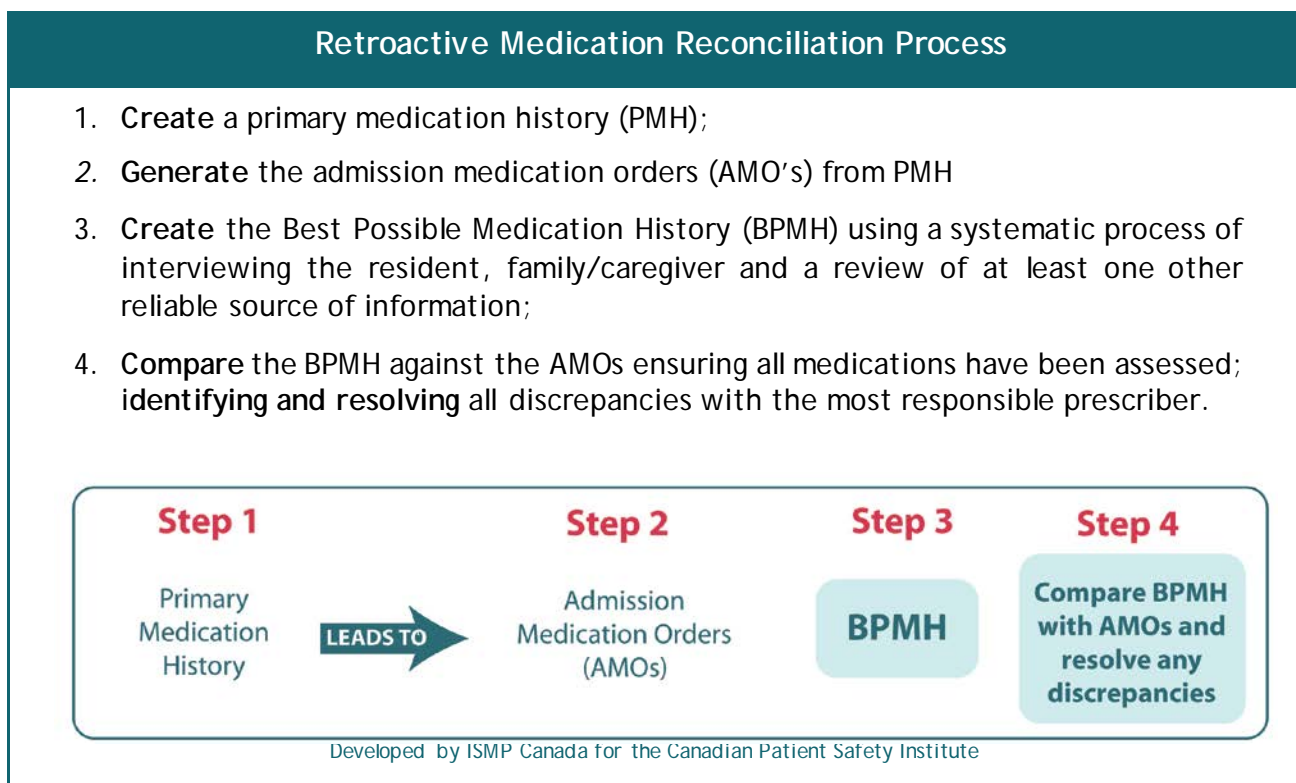 Retroactive Medication Reconciliation Process
1. Create a primary medication history (PMH);
2. Generate the admission medication orders (AMO's) from PMH
3. Create the Best Possible Medication History (BPMH) using a systematic process of
interviewing the resident, family/caregiver and a review of at least one other
reliable source of information;
4. Compare the BPMH against the AMOs ensuring all medications have been assessed;
identifying and resolving all discrepancies with the most responsible prescriber.
Step 1
Primary
Medication
History
LEADS TO
Step 2
Admission
Medication Orders
(AMOs)
Step 3
BPMH
Step 4
Compare BPMH
with AMOs and
resolve any
discrepancies
Developed by ISMP Canada for the Canadian Patient Safety Institute